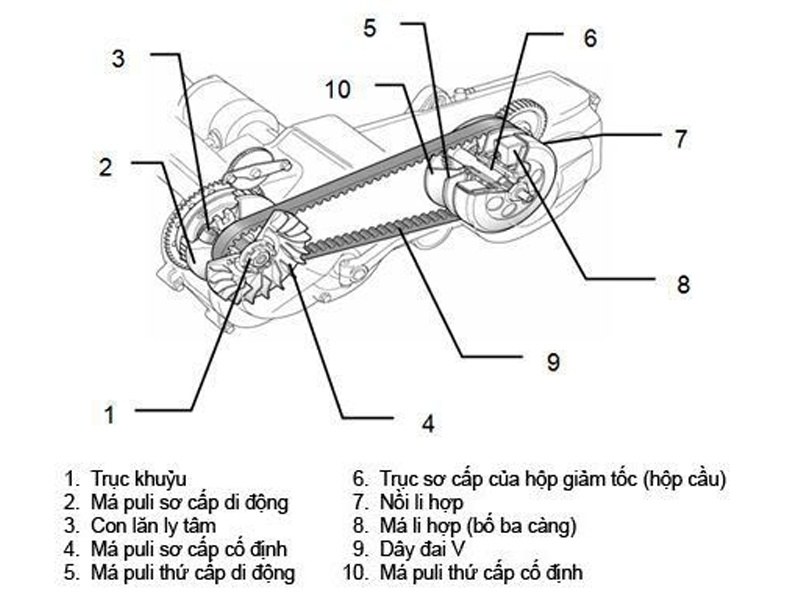 5
6
3
10
7
2
8
9
1
4
1. Trục khuỷu
2. Má puli sơ cấp di động
3. Con lăn ly tâm
4. Má puli sơ cấp cố định
5. Má puli thứ cấp di động
6. Trục sơ cấp của hộp giảm tốc (hộp cầu)
7. Nồi li hợp
8. Má li hợp (bố ba càng)
9. Dây đai V
10. Má puli thứ cấp cố định